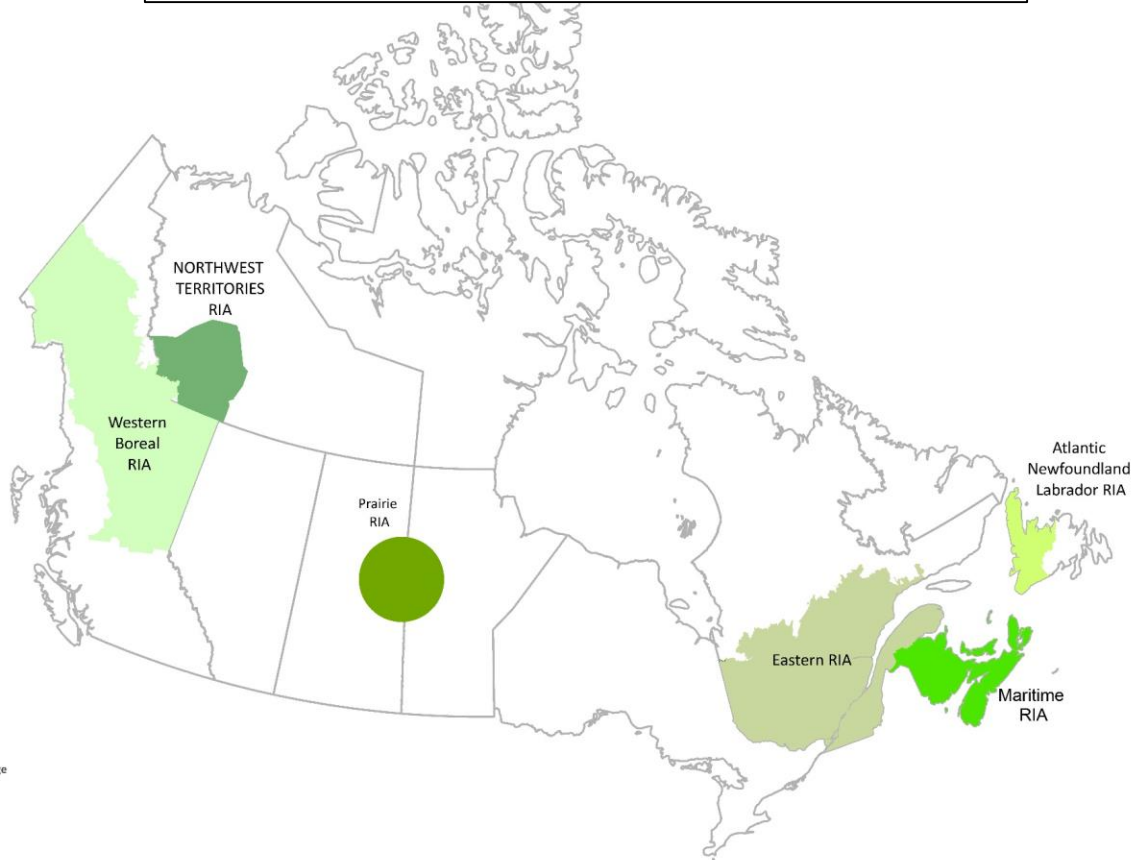 NORTHWEST
TERRITORIES
RIA
Western
Boreal
RIA
Prairie
RIA
Atlantic
Newfoundland
Labrador RIA
Eastern RIA
Maritime
RIA